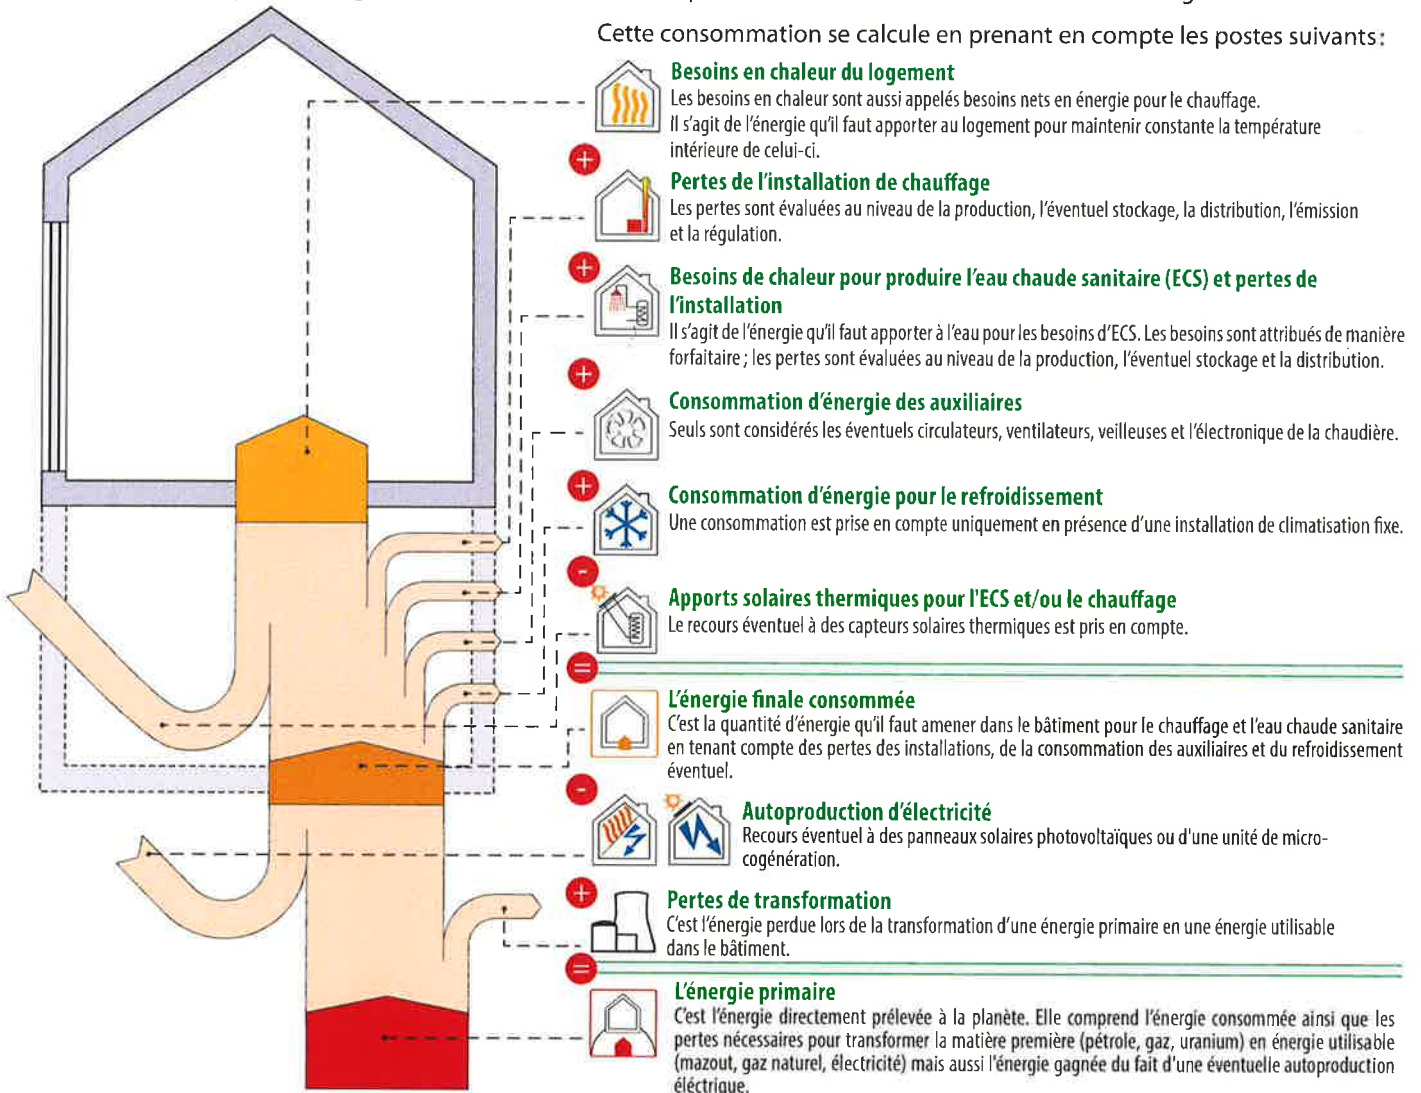 Cette consommation se calcule en prenant en compte les postes suivants :
Besoins en chaleur du logement
Les besoins en chaleur sont aussi appelés besoins nets en énergie pour le chauffage.
Il s'agit de l'énergie qu'il faut apporter au logement pour maintenir constante la température
intérieure de celui-ci.
+
Pertes de l'installation de chauffage
Les pertes sont évaluées au niveau de la production, l'éventuel stockage, la distribution, l'émission
et la régulation.
+
Besoins de chaleur pour produire l'eau chaude sanitaire (ECS) et pertes de
l'installation
Il s'agit de l'énergie qu'il faut apporter à l'eau pour les besoins d'ECS. Les besoins sont attribués de manière
forfaitaire ; les pertes sont évaluées au niveau de la production, l'éventuel stockage et la distribution.
+
Consommation d'énergie des auxiliaires
Seuls sont considérés les éventuels circulateurs, ventilateurs, veilleuses et l'électronique de la chaudière.
+
Consommation d'énergie pour le refroidissement
Une consommation est prise en compte uniquement en présence d'une installation de climatisation fixe.
-
Apports solaires thermiques pour l'ECS et/ou le chauffage
Le recours éventuel à des capteurs solaires thermiques est pris en compte.
=
L'énergie finale consommée
C'est la quantité d'énergie qu'il faut amener dans le bâtiment pour le chauffage et l'eau chaude sanitaire
en tenant compte des pertes des installations, de la consommation des auxiliaires et du refroidissement
éventuel.
-
Autoproduction d'électricité
Recours éventuel à des panneaux solaires photovoltaïques ou d'une unité de micro-
cogénération.
+
Pertes de transformation
C'est l'énergie perdue lors de la transformation d'une énergie primaire en une énergie utilisable
dans le bâtiment.
=
L'énergie primaire
C'est l'énergie directement prélevée à la planète. Elle comprend l'énergie consommée ainsi que les
pertes nécessaires pour transformer la matière première (pétrole, gaz, uranium) en énergie utilisable
(mazout, gaz naturel, électricité) mais aussi l'énergie gagnée du fait d'une éventuelle autoproduction
éléctrique.